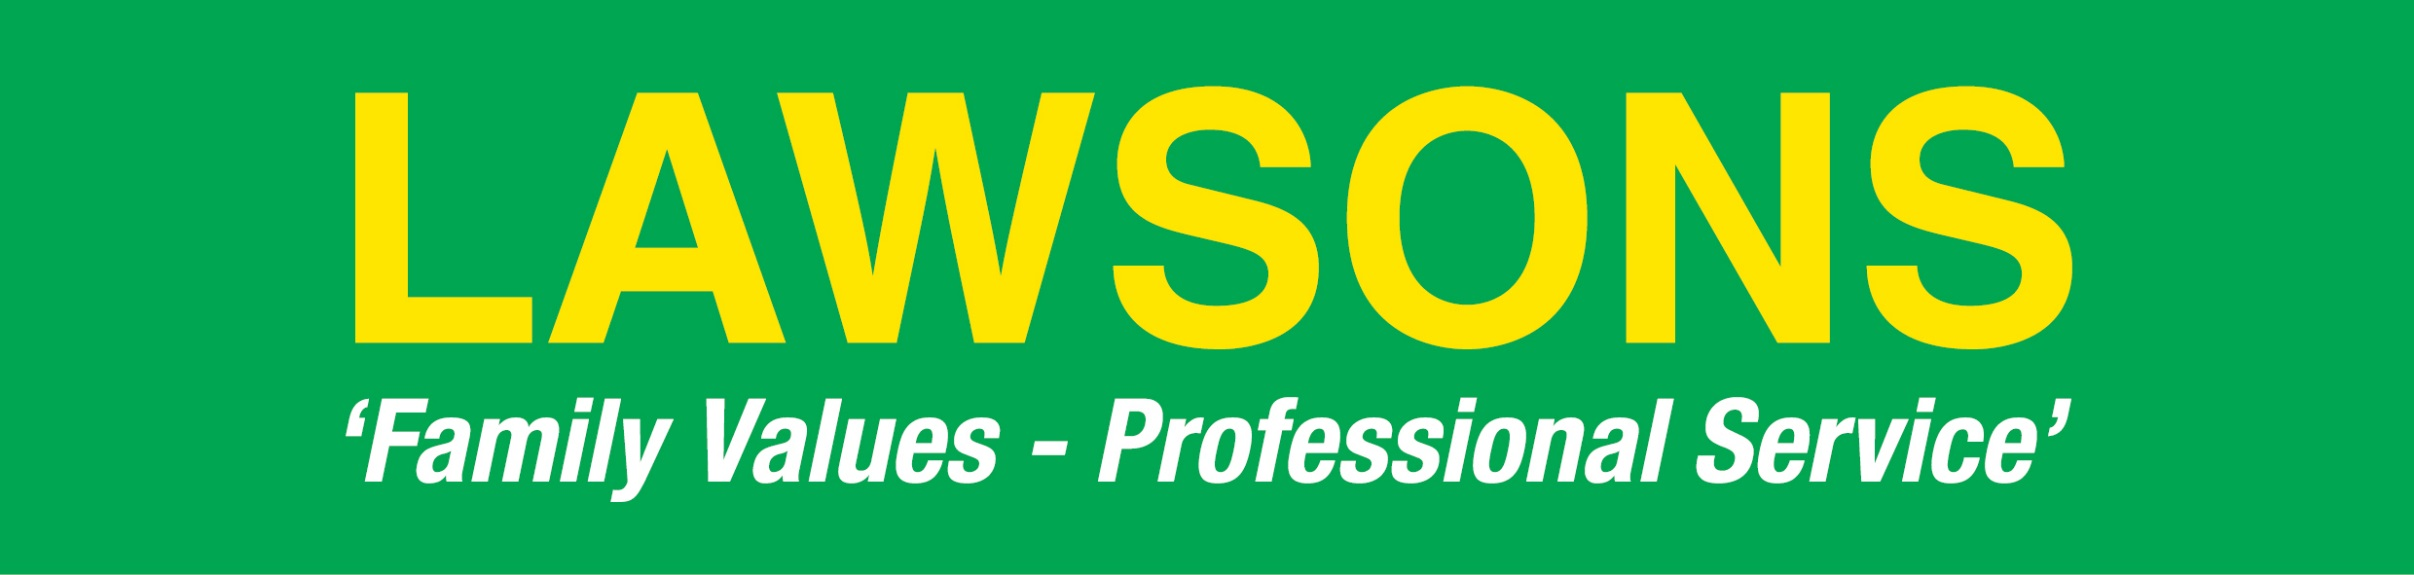 LAWSONS
‘Family Values - Professional Service’